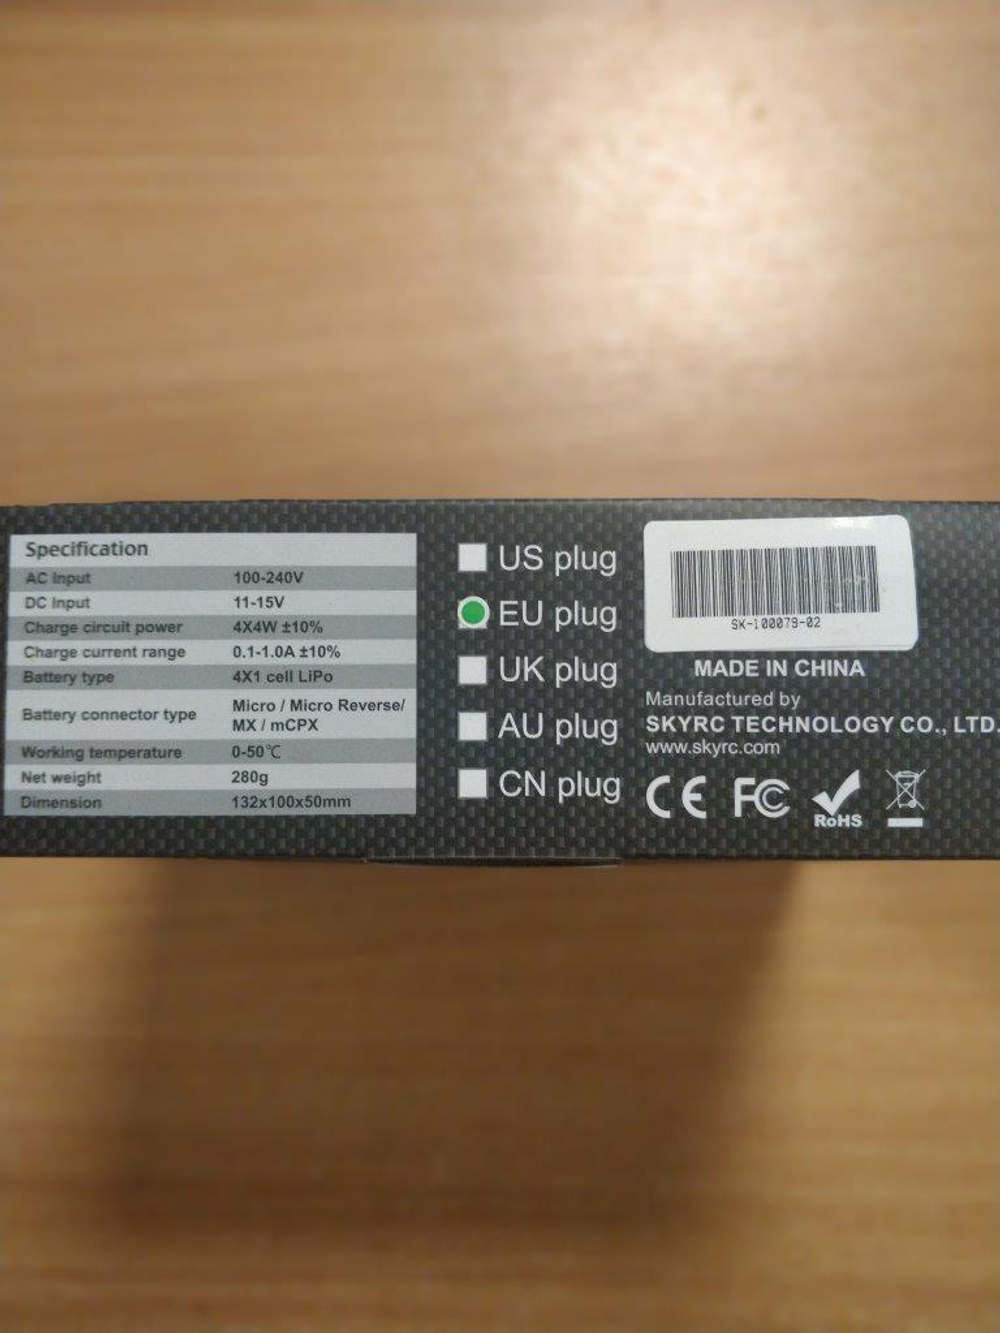 Specification
AC Input 100-240V
DC Input 11-15V
Charge circuit power 4X4W ±10%
Charge current range 0.1-1.0A ±10%
Battery type 4X1 cell LiPo
Battery connector type Micro / Micro Reverse/
MX / mCPX
Working temperature 0-50℃
Net weight 280g
Dimension 132x100x50mm
US plug
EU plug
UK plug
AU plug
CN plug
SK-100079-02
MADE IN CHINA
Manufactured by
SKYRC TECHNOLOGY CO., LTD.
www.skyrc.com
CE FC RoHS